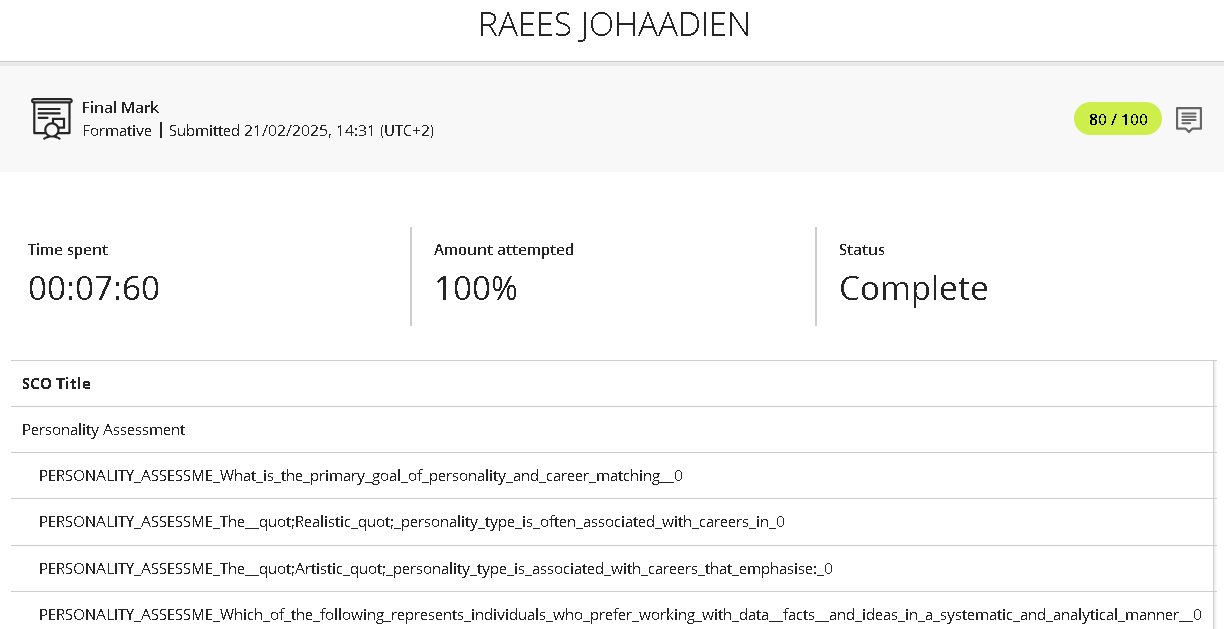 RAEES JOHAADIEN
Final Mark
Formative | Submitted 21/02/2025, 14:31 (UTC+2)
80 / 100
Time spent
00:07:60
Amount attempted
100%
Status
Complete
SCO Title
Personality Assessment
PERSONALITY_ASSESSME_What_is_the_primary_goal_of_personality_and_career_matching__0
PERSONALITY_ASSESSME_The__quot;Realistic_quot;_personality_type_is_often_associated_with_careers_in_0
PERSONALITY_ASSESSME_The__quot;Artistic_quot;_personality_type_is_associated_with_careers_that_emphasise:_0
PERSONALITY_ASSESSME_Which_of_the_following_represents_individuals_who_prefer_working_with_data__facts__and_ideas_in_a_systematic_and_analytical_manner__0